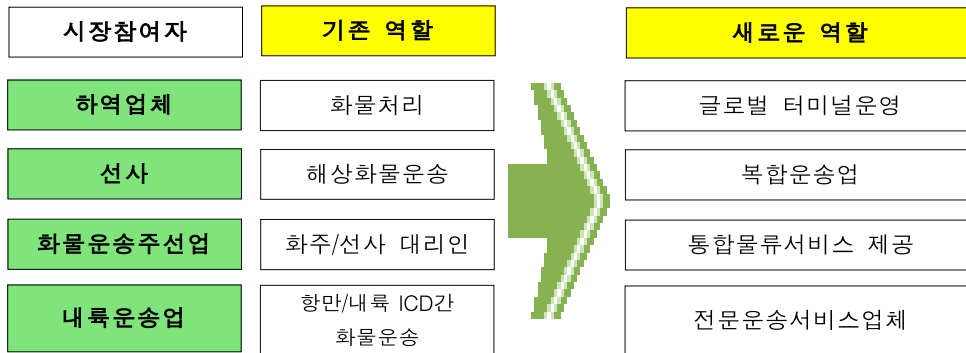 시장참여자 기존 역할 새로운 역할
하역업체 화물처리 글로벌 터미널운영
선사 해상화물운송 복합운송업
화물운송주선업 화주/선사 대리인 통합물류서비스 제공
내륙운송업 항만/내륙 ICD간
화물운송 전문운송서비스업체